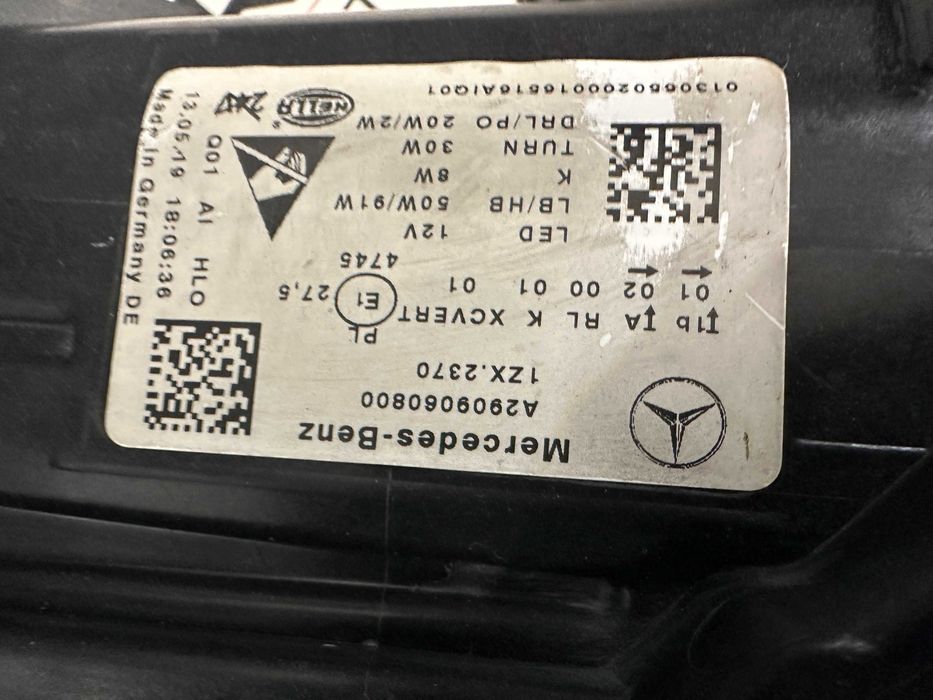 Mercedes-Benz
A2909060800
1ZX.2370
PL
1b A RL K XCVERT E1 27,5
01 02 00 01 01 4745
LED 12V
LB/HB 50W/91W
K 8W
TURN 30W
DRL/PO 20W/2W
HELLA
0130650200016516AIQ01
Q01 AI HLO
13.05.19 18:06:36
Made in Germany DE